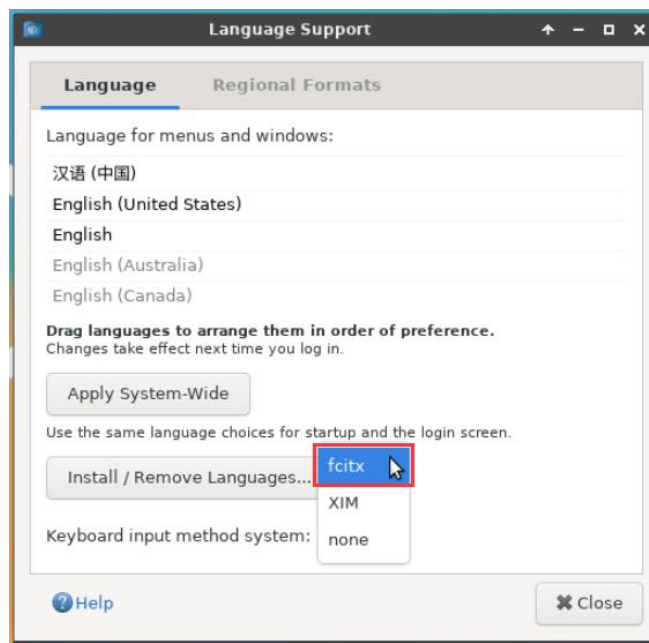 Language Support
Language Regional Formats
Language for menus and windows:
汉语 (中国)
English (United States)
English
English (Australia)
English (Canada)
Drag languages to arrange them in order of preference.
Changes take effect next time you log in.
Apply System-Wide
Use the same language choices for startup and the login screen.
Install / Remove Languages...
fcitx
XIM
Keyboard input method system:
none
Help
Close